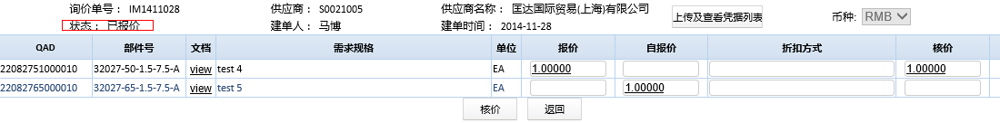 询价单号： IM1411028 供应商： S0021005 供应商名称： 匡达国际贸易(上海)有限公司 上传及查看凭据列表 币种: RMB
状态： 已报价 建单人： 马博 建单时间： 2014-11-28
QAD 部件号 文档 需求规格 单位 报价 自报价 折扣方式 核价
22082751000010 32027-50-1.5-7.5-A view test 4 EA 1.00000 1.00000
22082765000010 32027-65-1.5-7.5-A view test 5 EA 1.00000
核价 返回